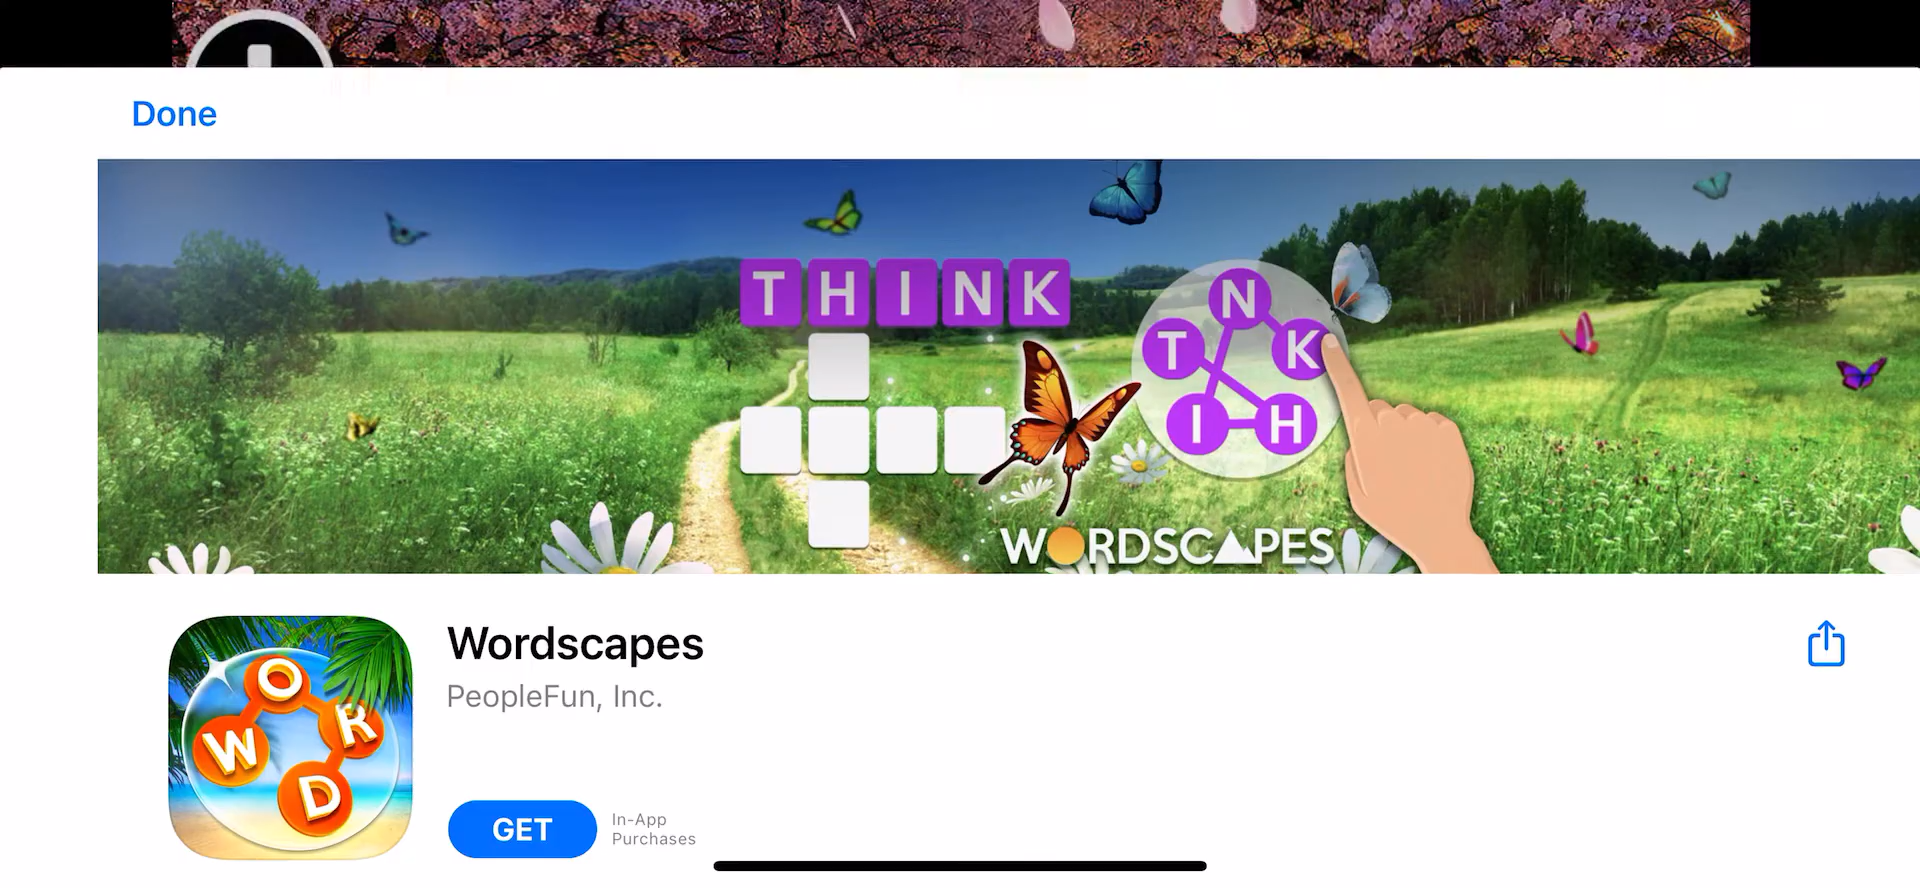 Done
THINK
N
T
K
I
H
WORDSCAPES
O
W
R
D
Wordscapes
PeopleFun, Inc.
GET
In-App
Purchases